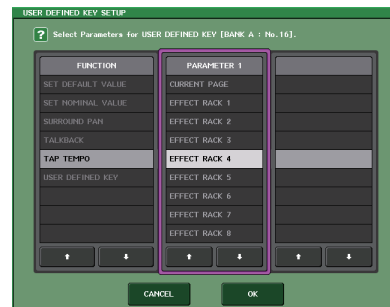 USER DEFINED KEY SETUP
? Select Parameters for USER DEFINED KEY [BANK A : No.16].
FUNCTION
SET DEFAULT VALUE
SET NOMINAL VALUE
SURROUND PAN
TALKBACK
TAP TEMPO
USER DEFINED KEY
PARAMETER 1
CURRENT PAGE
EFFECT RACK 1
EFFECT RACK 2
EFFECT RACK 3
EFFECT RACK 4
EFFECT RACK 5
EFFECT RACK 6
EFFECT RACK 7
EFFECT RACK 8
CANCEL
OK